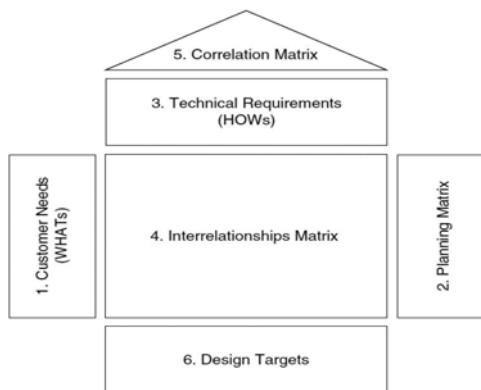 5. Correlation Matrix
3. Technical Requirements
(HOWs)
1. Customer Needs
(WHATs)
4. Interrelationships Matrix
2. Planning Matrix
6. Design Targets